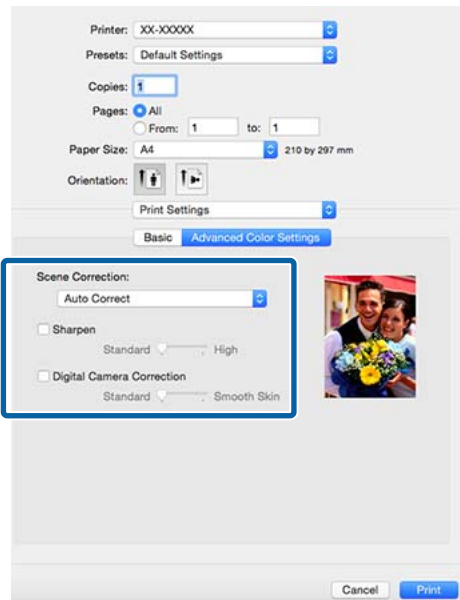 Printer: XX-XXXXX
Presets: Default Settings
Copies: 1
Pages: All
From: 1 to: 1
Paper Size: A4 210 by 297 mm
Orientation:
Print Settings
Basic Advanced Color Settings
Scene Correction:
Auto Correct
Sharpen
Standard High
Digital Camera Correction
Standard Smooth Skin
Cancel Print